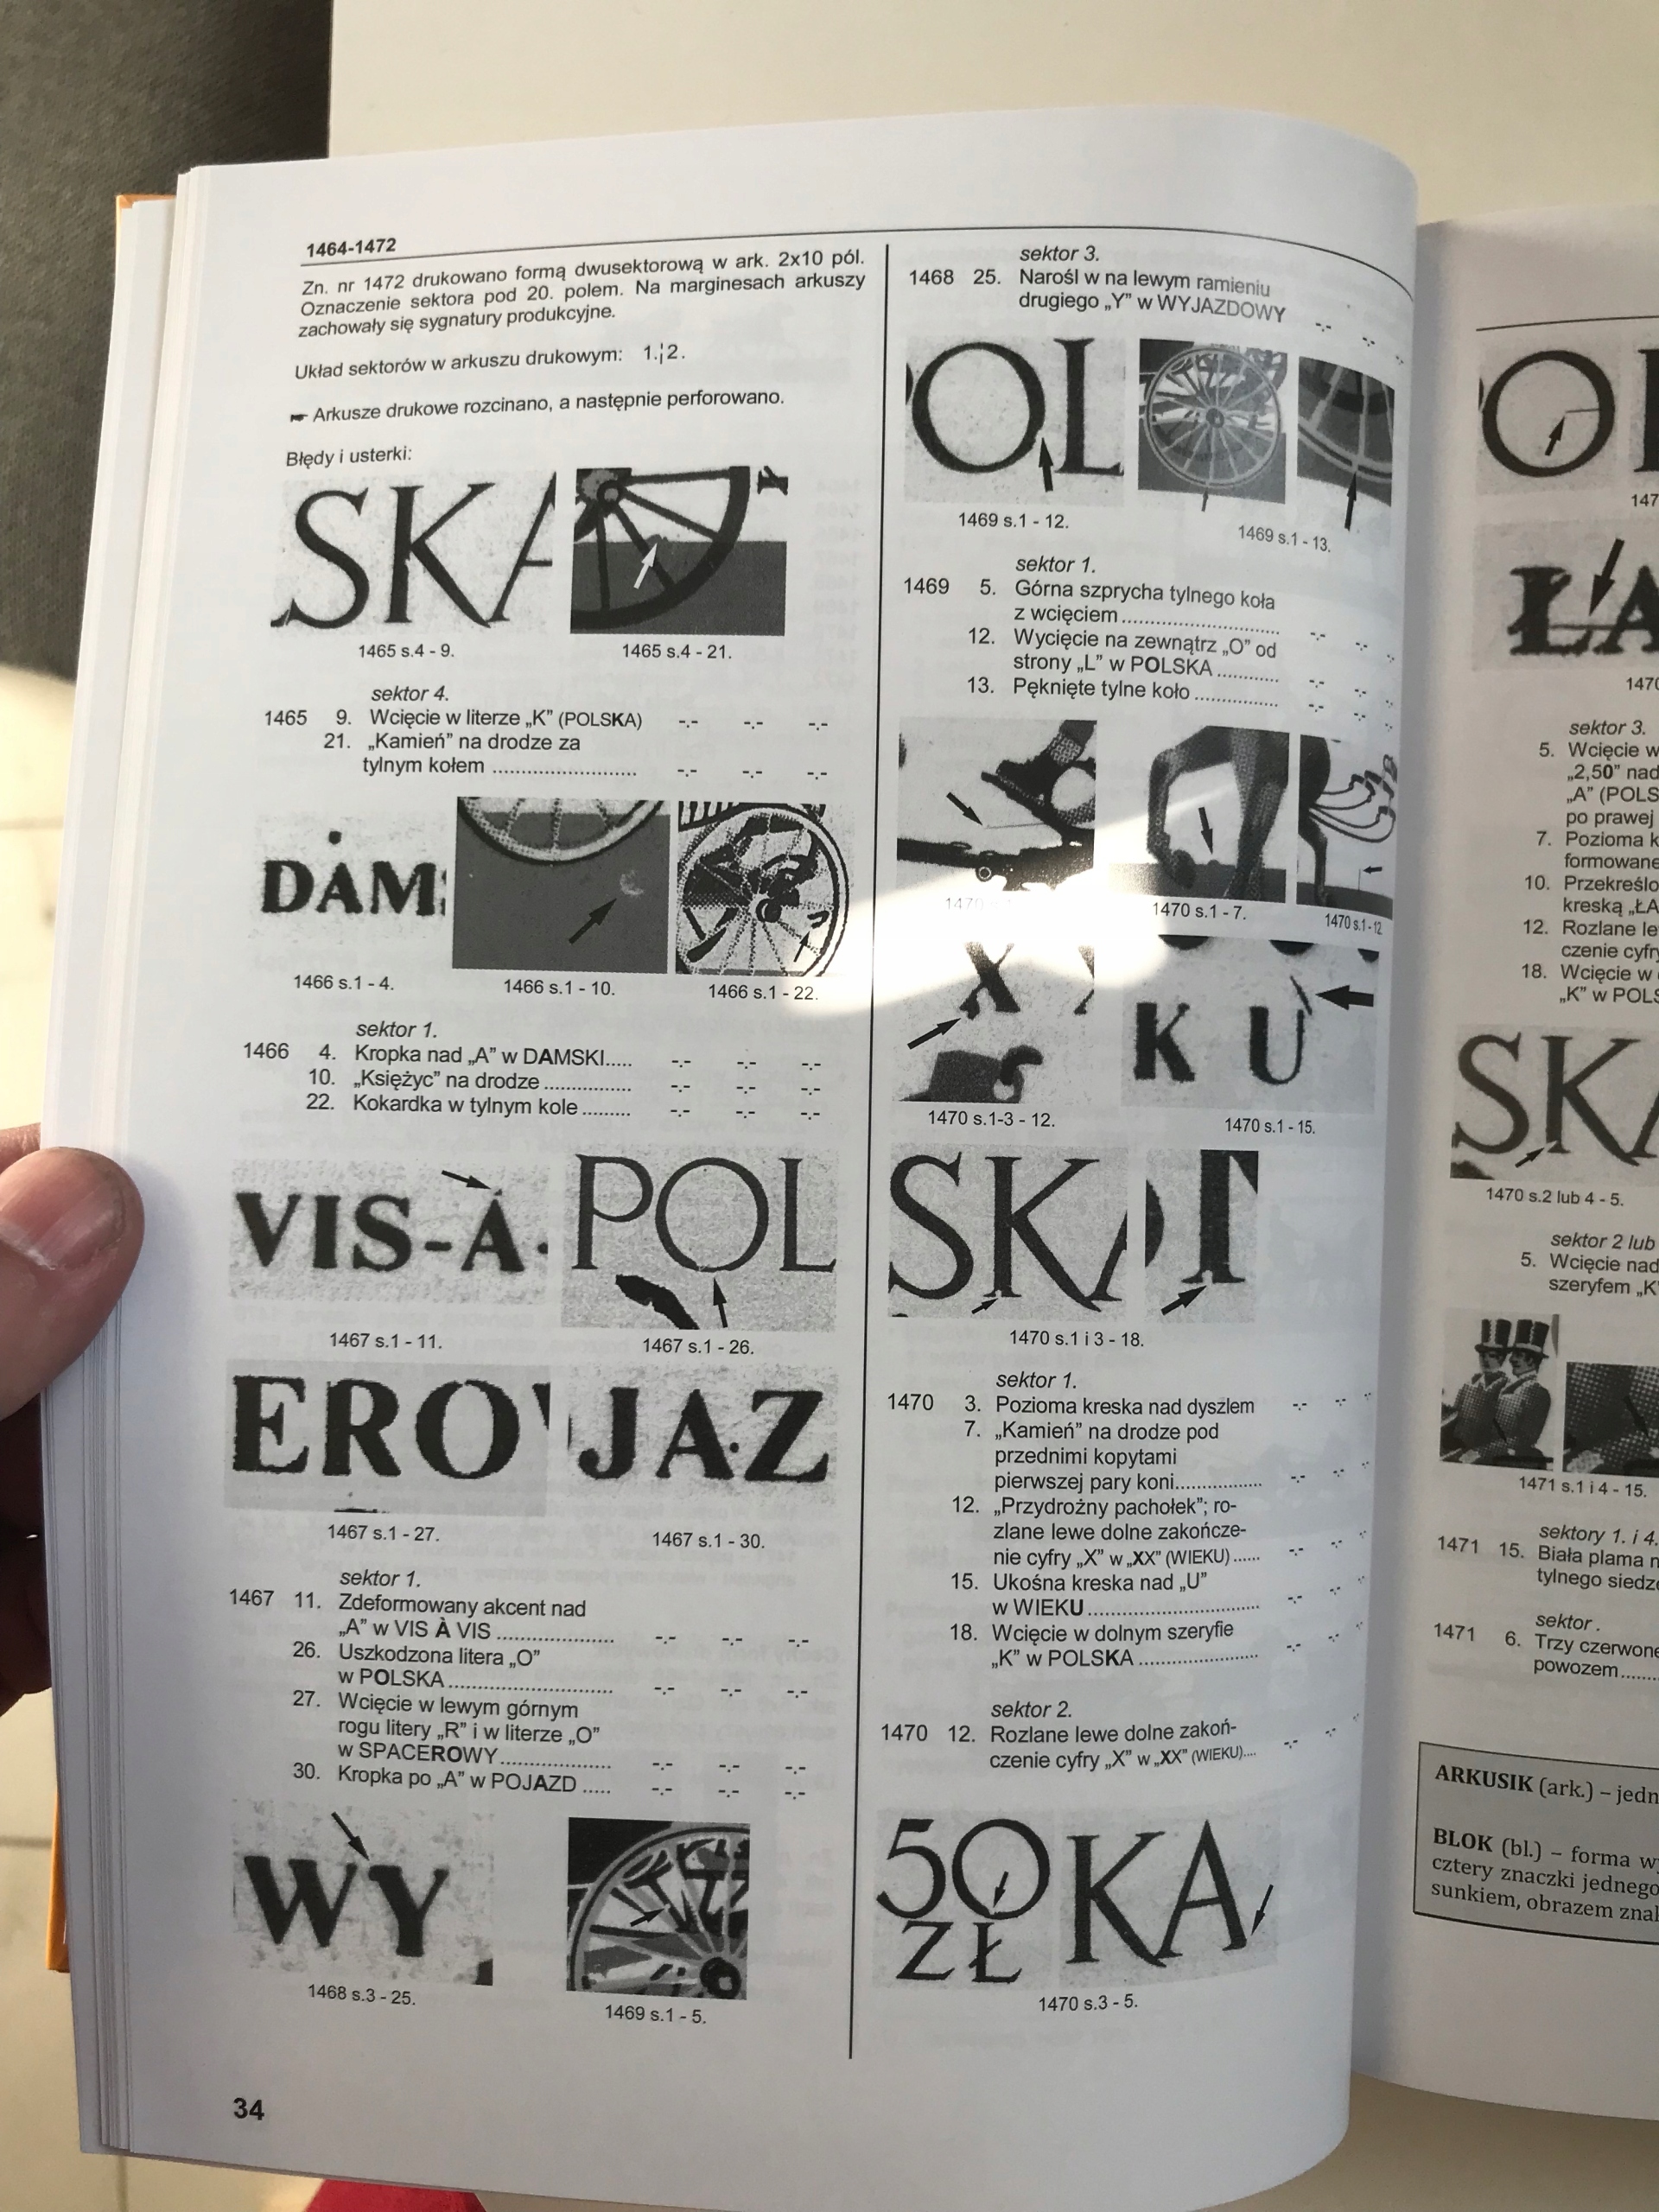 1464-1472
Zn. nr 1472 drukowano formą dwusektorową w ark. 2x10 pól.
Oznaczenie sektora pod 20. polem. Na marginesach arkuszy
zachowały się sygnatury produkcyjne.
Układ sektorów w arkuszu drukowym: 1.¦2.
Arkusze drukowe rozcinano, a następnie perforowano.
Błędy i usterki:
SKA
1465 s.4 - 9. 1465 s.4 - 21.
sektor 4.
1465 9. Wcięcie w literze „K” (POLSKA) -.- -.- -.-
21. „Kamień” na drodze za
tylnym kołem .......................... -.- -.- -.-
DAMS
1466 s.1 - 4. 1466 s.1 - 10. 1466 s.1 - 22.
sektor 1.
1466 4. Kropka nad „A” w DAMSKI..... -.- -.- -.-
10. „Księżyc” na drodze ................ -.- -.- -.-
22. Kokardka w tylnym kole ......... -.- -.- -.-
VIS-À- POL
1467 s.1 - 11. 1467 s.1 - 26.
ERO JAZ
1467 s.1 - 27. 1467 s.1 - 30.
sektor 1.
1467 11. Zdeformowany akcent nad
„A” w VIS À VIS ..................... -.- -.- -.-
26. Uszkodzona litera „O”
w POLSKA............................. -.- -.- -.-
27. Wcięcie w lewym górnym
rogu litery „R” i w literze „O”
w SPACEROWY.................... -.- -.- -.-
30. Kropka po „A” w POJAZD ..... -.- -.- -.-
WY
1468 s.3 - 25. 1469 s.1 - 5.
34
sektor 3.
1468 25. Narośl w na lewym ramieniu
drugiego „Y” w WYJAZDOWY -.- -.- -.-
OL
1469 s.1 - 12. 1469 s.1 - 13.
sektor 1.
1469 5. Górna szprycha tylnego koła
z wcięciem ............................. -.- -.- -.-
12. Wycięcie na zewnątrz „O” od
strony „L” w POLSKA ........... -.- -.- -.-
13. Pęknięte tylne koło ............... -.- -.- -.-
1470 s.1 - 7. 1470 s.1 - 12
X KU
1470 s.1-3 - 12. 1470 s.1 - 15.
SKA
1470 s.1 i 3 - 18.
sektor 1.
1470 3. Pozioma kreska nad dyszlem -.- -.- -.-
7. „Kamień” na drodze pod
przednimi kopytami
pierwszej pary koni................ -.- -.- -.-
12. „Przydrożny pachołek”; ro-
zlane lewe dolne zakończe-
nie cyfry „X” w „XX” (WIEKU)...... -.- -.- -.-
15. Ukośna kreska nad „U”
w WIEKU ............................... -.- -.- -.-
18. Wcięcie w dolnym szeryfie
„K” w POLSKA ...................... -.- -.- -.-
sektor 2.
1470 12. Rozlane lewe dolne zakoń-
czenie cyfry „X” w „XX” (WIEKU).... -.- -.- -.-
50 ZŁ KA
1470 s.3 - 5.
O
147
ŁA
1470
sektor 3.
5. Wcięcie w
„2,50” nad
„A” (POLS
po prawej
7. Pozioma k
formowane
10. Przekreślo
kreską „ŁA
12. Rozlane le
czenie cyfry
18. Wcięcie w
„K” w POLS
SKA
1470 s.2 lub 4 - 5.
sektor 2 lub
5. Wcięcie nad
szeryfem „K”
1471 s.1 i 4 - 15.
sektory 1. i 4.
1471 15. Biała plama n
tylnego siedze
sektor .
1471 6. Trzy czerwone
powozem.......
ARKUSIK (ark.) – jedn
BLOK (bl.) – forma wy
cztery znaczki jednego
sunkiem, obrazem znak